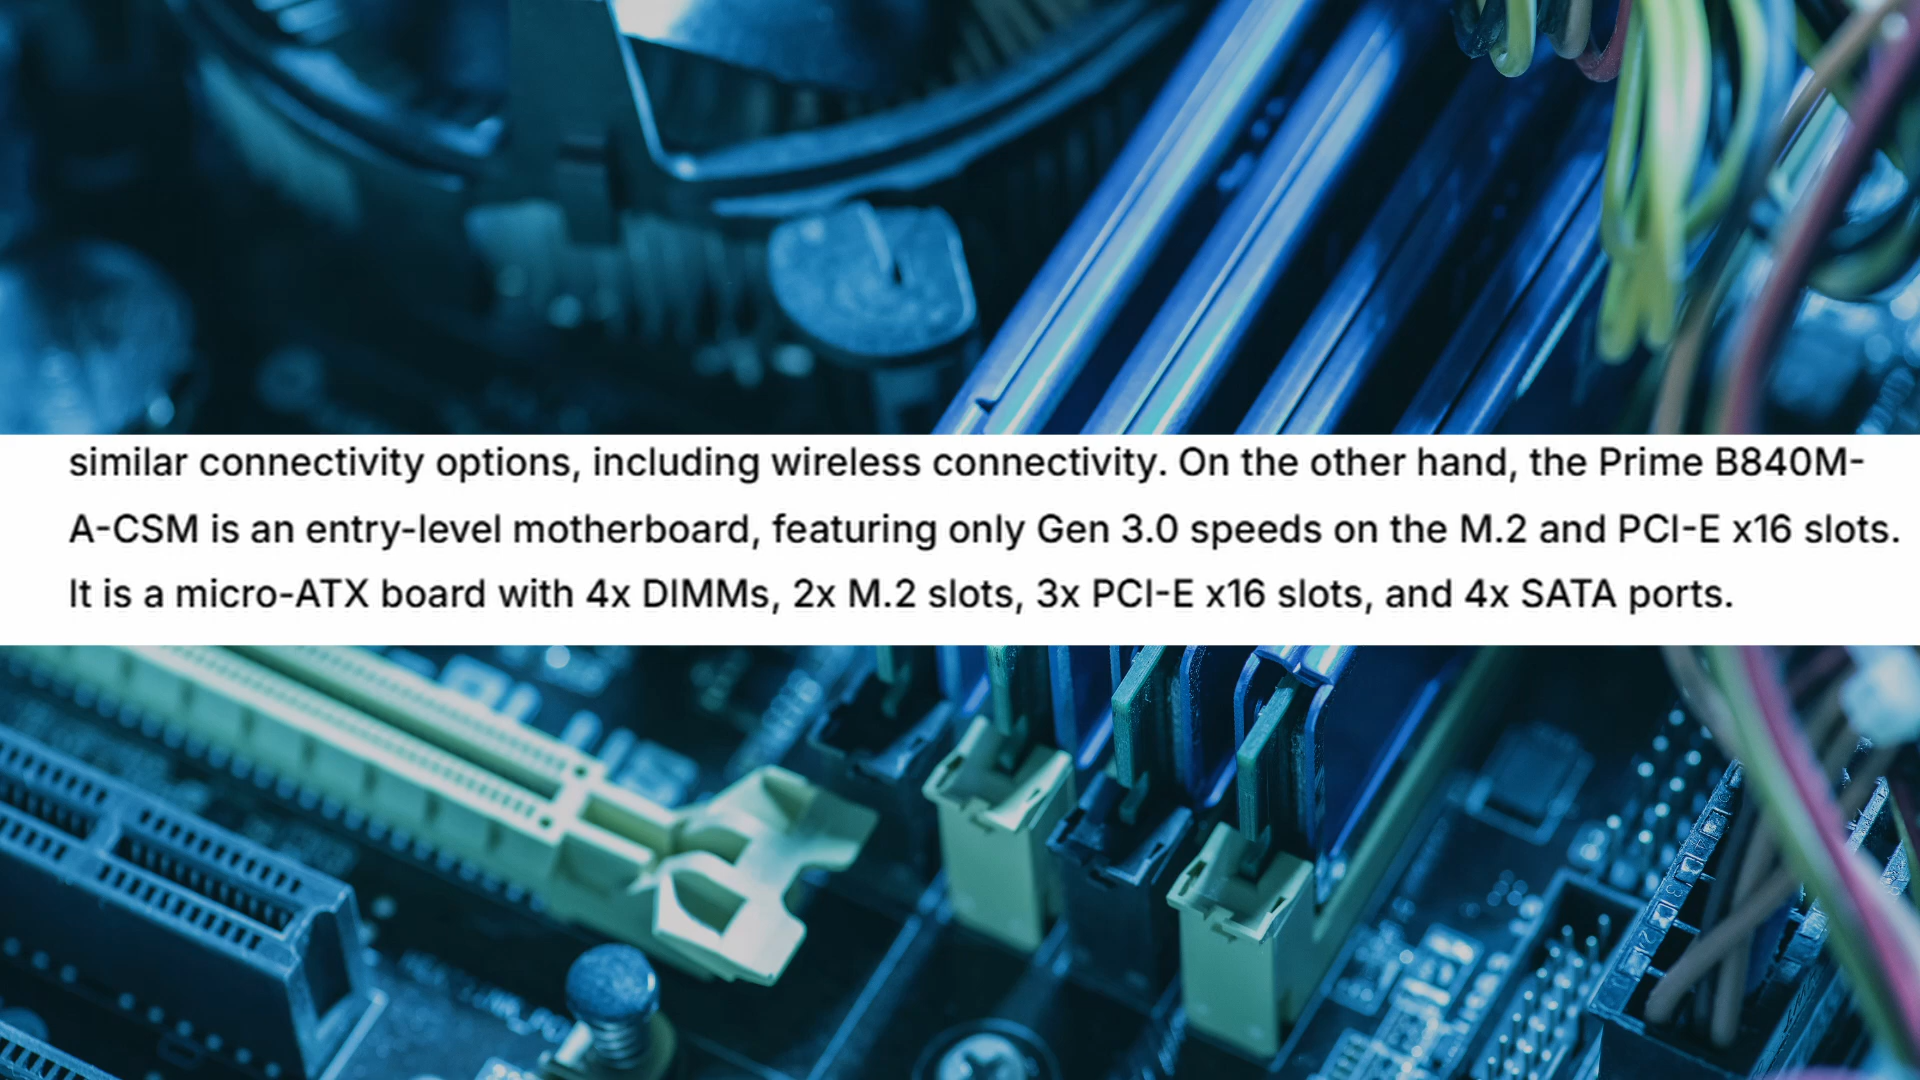 similar connectivity options, including wireless connectivity. On the other hand, the Prime B840M-
A-CSM is an entry-level motherboard, featuring only Gen 3.0 speeds on the M.2 and PCI-E x16 slots.
It is a micro-ATX board with 4x DIMMs, 2x M.2 slots, 3x PCI-E x16 slots, and 4x SATA ports.